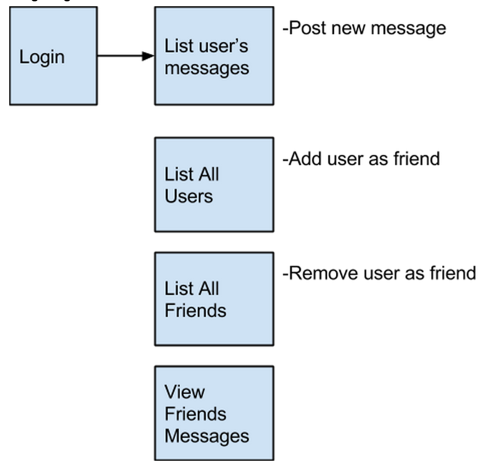 Login
List user's
messages
-Post new message
List All
Users
-Add user as friend
List All
Friends
-Remove user as friend
View
Friends
Messages